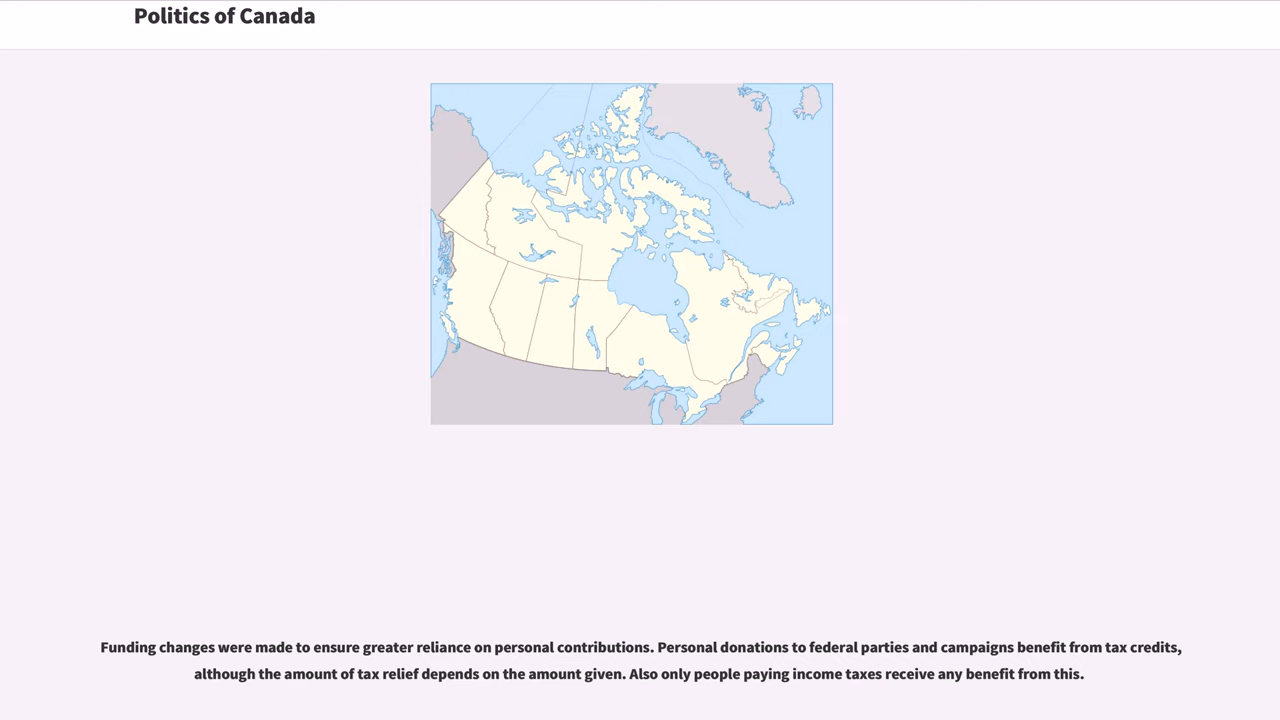 Politics of Canada
Funding changes were made to ensure greater reliance on personal contributions. Personal donations to federal parties and campaigns benefit from tax credits,
although the amount of tax relief depends on the amount given. Also only people paying income taxes receive any benefit from this.